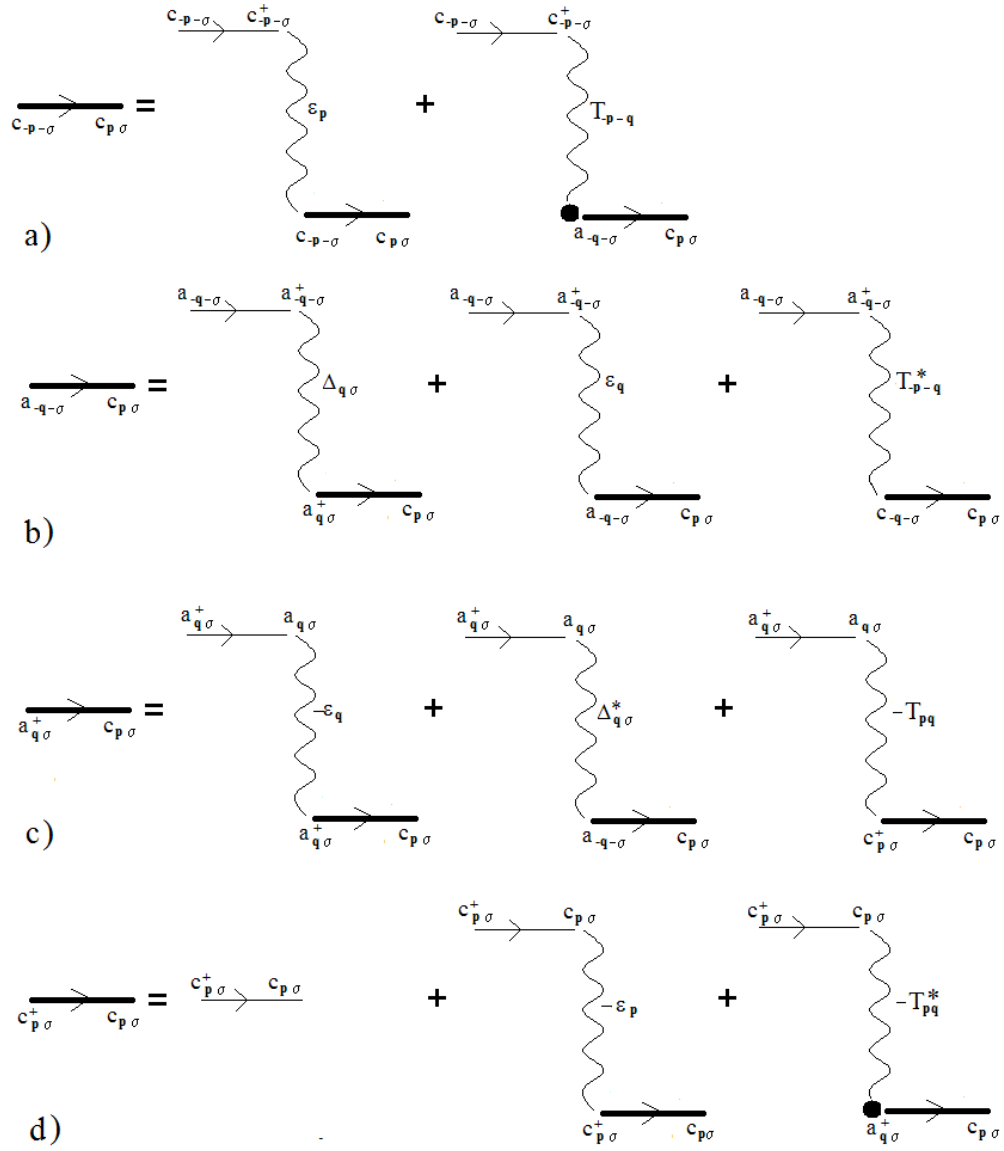 c₋ₚ₋σ c⁺₋ₚ₋σ c₋ₚ₋σ c⁺₋ₚ₋σ
c₋ₚ₋σ cₚσ = εₚ + T₋ₚ₋q
c₋ₚ₋σ cₚσ a₋q₋σ cₚσ
a)
a₋q₋σ a⁺₋q₋σ a₋q₋σ a⁺₋q₋σ a₋q₋σ a⁺₋q₋σ
a₋q₋σ cₚσ = Δqσ + εq + T*₋ₚ₋q
a⁺qσ cₚσ a₋q₋σ cₚσ c₋q₋σ cₚσ
b)
a⁺qσ aqσ a⁺qσ aqσ a⁺qσ aqσ
a⁺qσ cₚσ = −εq + Δ*qσ + −Tₚq
a⁺qσ cₚσ a₋q₋σ cₚσ c⁺ₚσ cₚσ
c)
c⁺ₚσ cₚσ c⁺ₚσ cₚσ
c⁺ₚσ cₚσ = c⁺ₚσ cₚσ + −εₚ + −T*ₚq
c⁺ₚσ cₚσ a⁺qσ cₚσ
d)